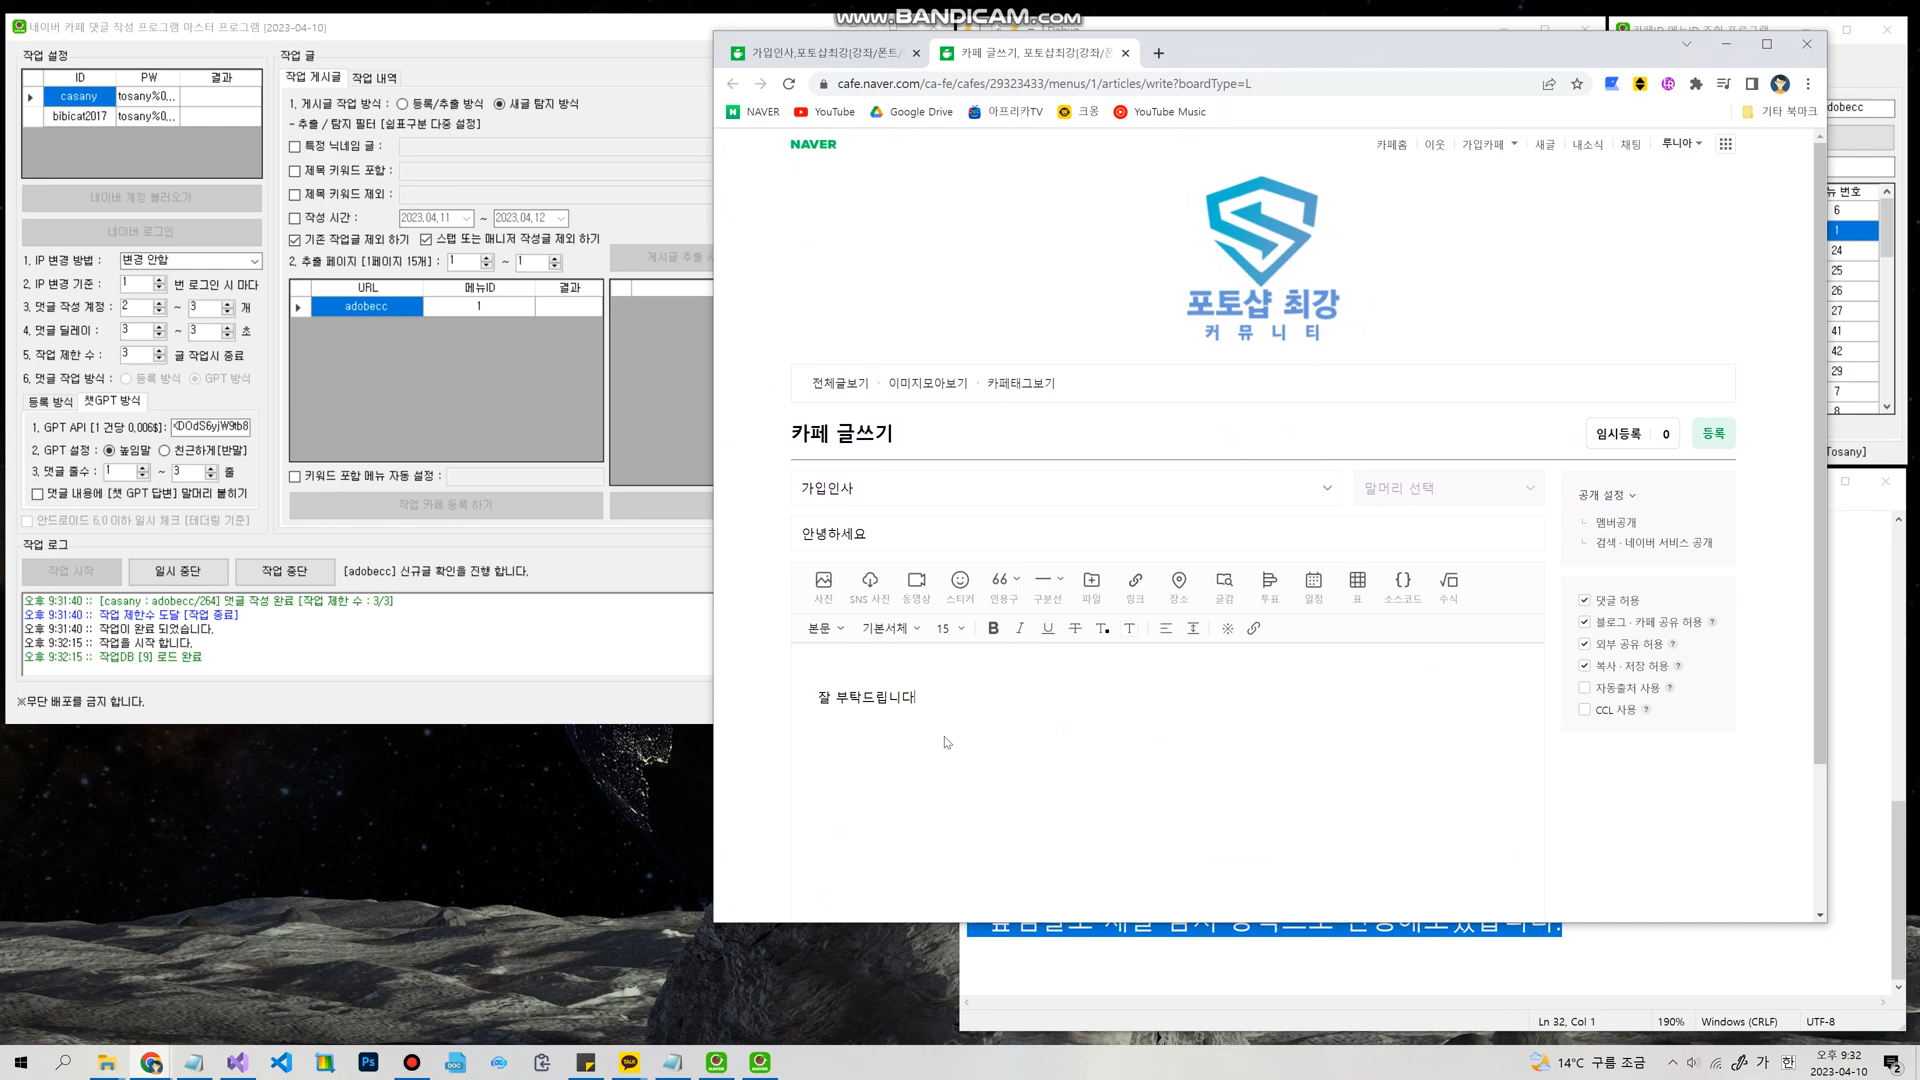 www.BANDICAM.com
네이버 카페 댓글 작성 프로그램 마스터 프로그램 [2023-04-10]
작업 설정
ID PW 결과
casany tosany%0...
bibicat2017 tosany%0...
네이버 계정 불러오기
네이버 로그인
1. IP 변경 방법 : 변경 안함
2. IP 변경 기준 : 1 번 로그인 시 마다
3. 댓글 작성 계정 : 2 ~ 3 개
4. 댓글 딜레이 : 3 ~ 3 초
5. 작업 제한 수 : 3 글 작업시 종료
6. 댓글 작업 방식 : 등록 방식 GPT 방식
등록 방식 챗GPT 방식
1. GPT API [1 건당 0,006$]: <DOdS6yjW9tb8
2. GPT 설정 : 높임말 친근하게[반말]
3. 댓글 줄수 : 1 ~ 3 줄
댓글 내용에 [챗 GPT 답변] 말머리 붙히기
안드로이드 6,0 이하 일시 체크 [테더링 기준]
작업 글
작업 게시글 작업 내역
1. 게시글 작업 방식 : 등록/추출 방식 새글 탐지 방식
- 추출 / 탐지 필터 [쉼표구분 다중 설정]
특정 닉네임 글 :
제목 키워드 포함 :
제목 키워드 제외 :
작성 시간 : 2023,04,11 ~ 2023,04,12
기존 작업글 제외 하기 스탭 또는 매니저 작성글 제외 하기
2. 추출 페이지 [1페이지 15개] : 1 ~ 1
게시글 추출 시
URL 메뉴ID 결과
adobecc 1
키워드 포함 메뉴 자동 설정 :
작업 카페 등록 하기
작업 로그
작업 시작 일시 중단 작업 중단 [adobecc] 신규글 확인을 진행 합니다.
오후 9:31:40 :: [casany : adobecc/264] 댓글 작성 완료 [작업 제한 수 : 3/3]
오후 9:31:40 :: 작업 제한수 도달 [작업 종료]
오후 9:31:40 :: 작업이 완료 되었습니다.
오후 9:32:15 :: 작업을 시작 합니다.
오후 9:32:15 :: 작업DB [9] 로드 완료
※무단 배포를 금지 합니다.
가입인사,포토샵최강[강좌/폰트/
카페 글쓰기, 포토샵최강[강좌/폰
cafe.naver.com/ca-fe/cafes/29323433/menus/1/articles/write?boardType=L
NAVER YouTube Google Drive 아프리카TV 크몽 YouTube Music 기타 북마크
NAVER
카페홈 이웃 가입카페 새글 내소식 채팅 루니아
포토샵 최강
커 뮤 니 티
전체글보기 · 이미지모아보기 · 카페태그보기
카페 글쓰기 임시등록 0 등록
가입인사 말머리 선택
안녕하세요
사진 SNS 사진 동영상 스티커 인용구 구분선 파일 링크 장소 글감 투표 일정 표 소스코드 수식
본문 기본서체 15
잘 부탁드립니다
공개 설정
멤버공개
검색 · 네이버 서비스 공개
댓글 허용
블로그 · 카페 공유 허용
외부 공유 허용
복사 · 저장 허용
자동출처 사용
CCL 사용
dobecc
뉴 번호
6
1
24
25
26
27
41
42
29
7
8
Tosany]
Ln 32, Col 1 190% Windows (CRLF) UTF-8
14°C 구름 조금 가 한 오후 9:32
2023-04-10